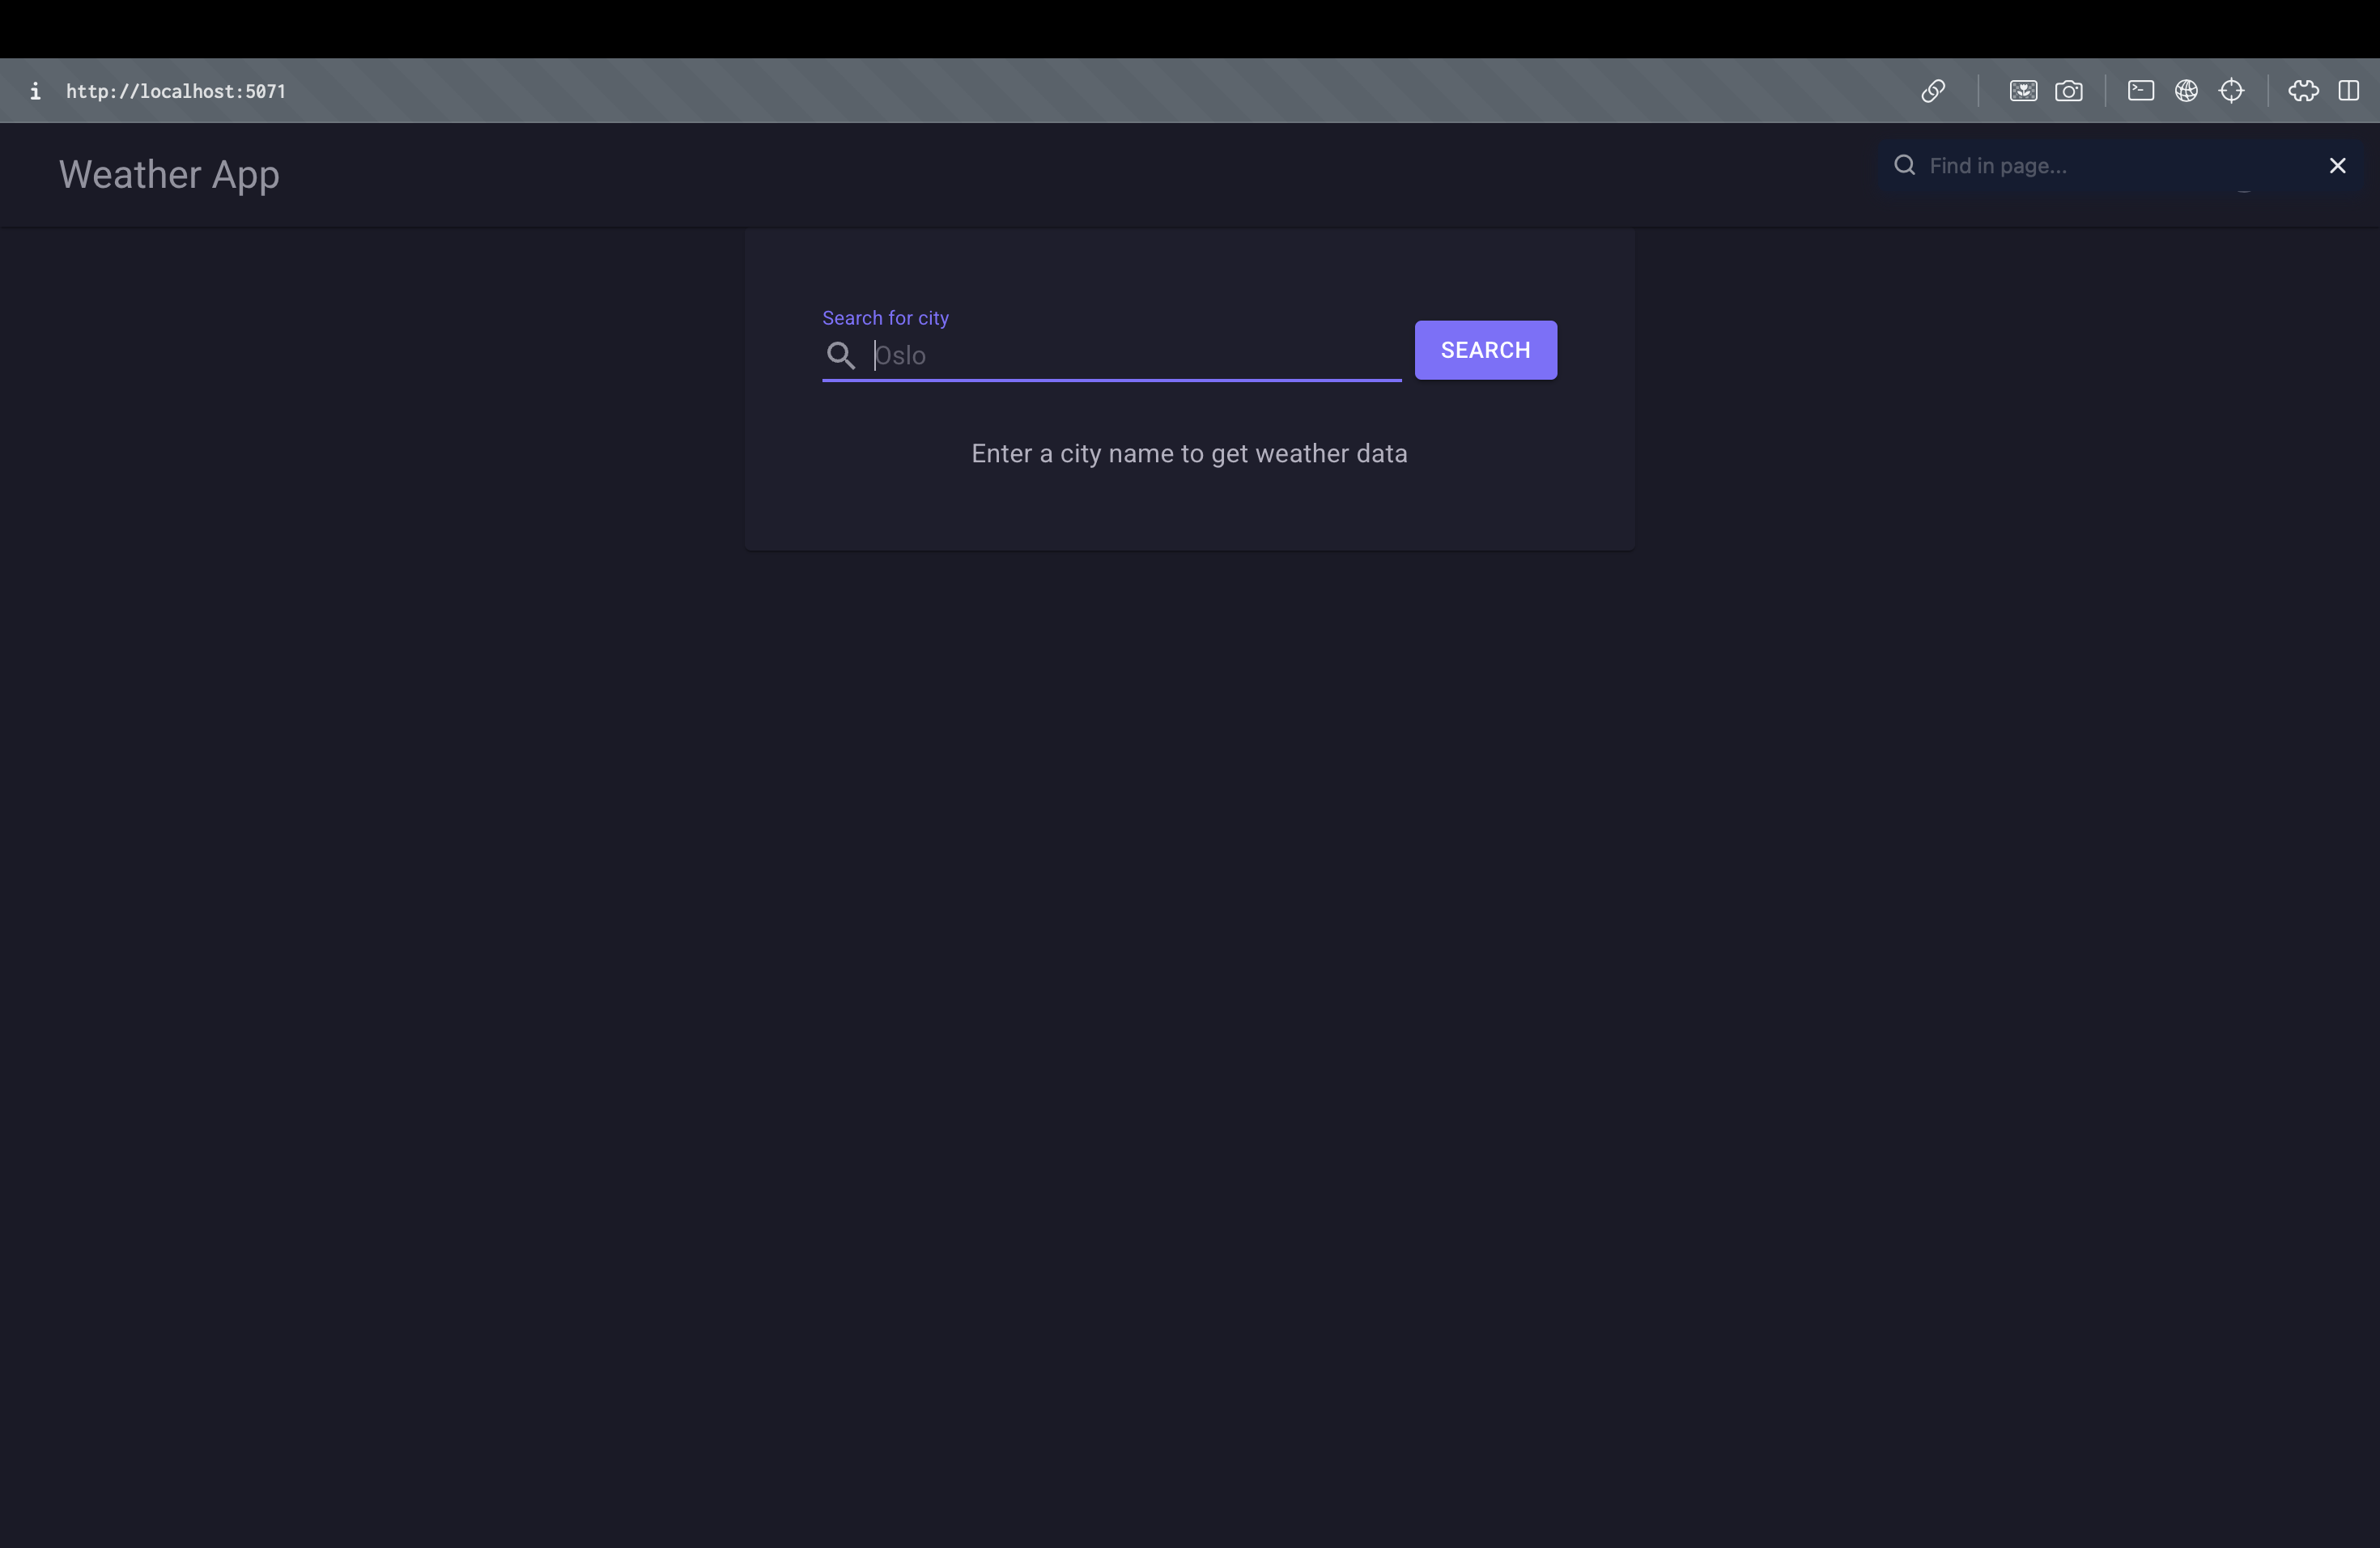 http://localhost:5071
Weather App
Find in page...
Search for city
Oslo
SEARCH
Enter a city name to get weather data